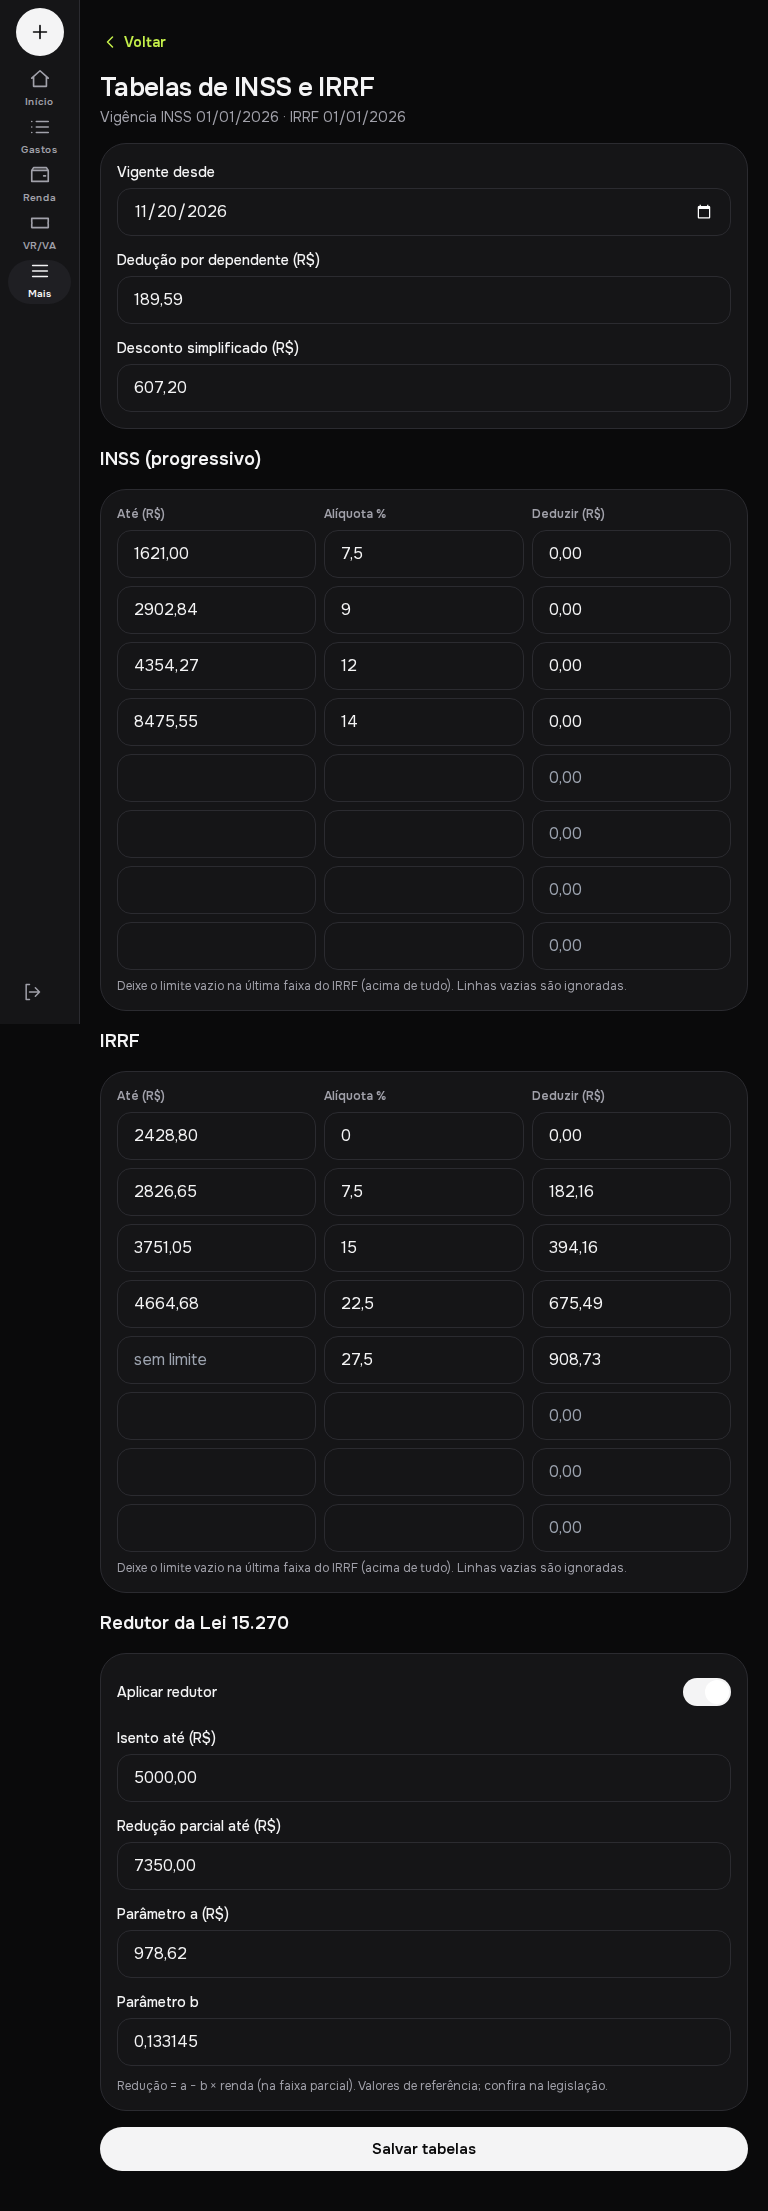 Início
Gastos
Renda
VR/VA
Mais
Voltar
Tabelas de INSS e IRRF
Vigência INSS 01/01/2026 · IRRF 01/01/2026
Vigente desde
11/20/2026
Dedução por dependente (R$)
189,59
Desconto simplificado (R$)
607,20
INSS (progressivo)
Até (R$) Alíquota % Deduzir (R$)
1621,00 7,5 0,00
2902,84 9 0,00
4354,27 12 0,00
8475,55 14 0,00
0,00
0,00
0,00
0,00
Deixe o limite vazio na última faixa do IRRF (acima de tudo). Linhas vazias são ignoradas.
IRRF
Até (R$) Alíquota % Deduzir (R$)
2428,80 0 0,00
2826,65 7,5 182,16
3751,05 15 394,16
4664,68 22,5 675,49
sem limite 27,5 908,73
0,00
0,00
0,00
Deixe o limite vazio na última faixa do IRRF (acima de tudo). Linhas vazias são ignoradas.
Redutor da Lei 15.270
Aplicar redutor
Isento até (R$)
5000,00
Redução parcial até (R$)
7350,00
Parâmetro a (R$)
978,62
Parâmetro b
0,133145
Redução = a − b × renda (na faixa parcial). Valores de referência; confira na legislação.
Salvar tabelas